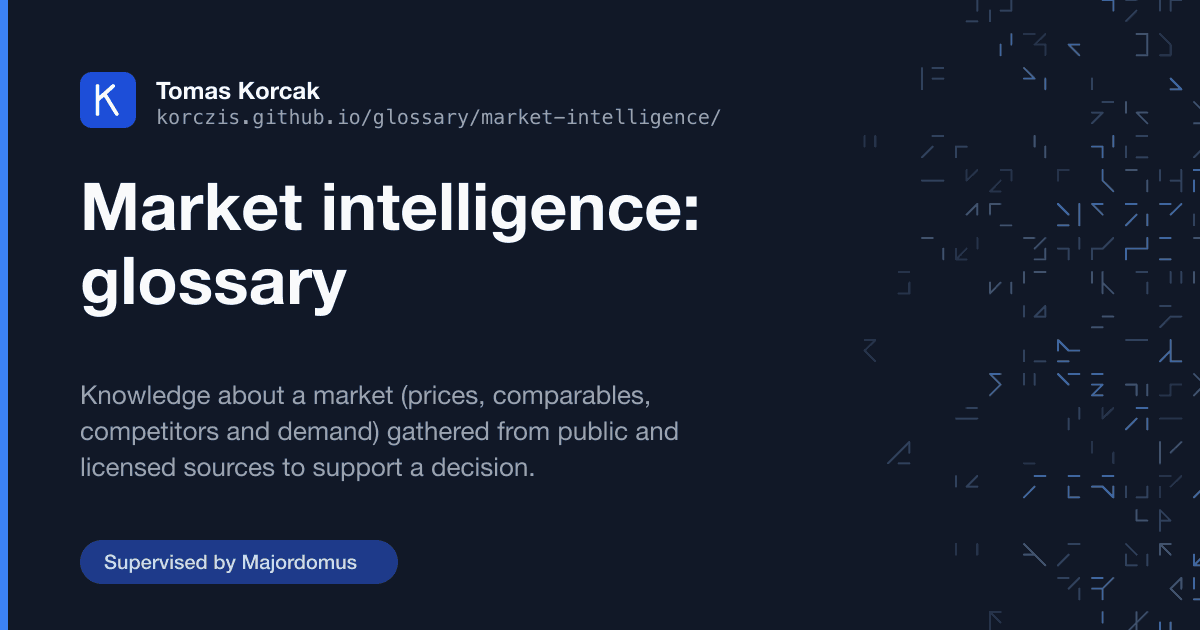 Tomas Korcak
korczis.github.io/glossary/market-intelligence/
Market intelligence:
glossary
Knowledge about a market (prices, comparables,
competitors and demand) gathered from public and
licensed sources to support a decision.
Supervised by Majordomus